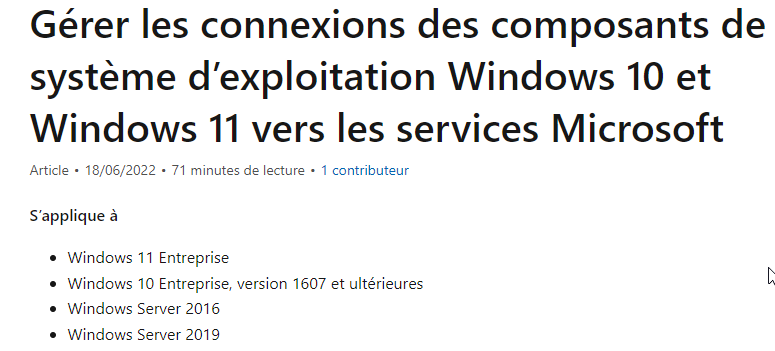 Gérer les connexions des composants de
système d’exploitation Windows 10 et
Windows 11 vers les services Microsoft
Article • 18/06/2022 • 71 minutes de lecture • 1 contributeur
S’applique à
• Windows 11 Entreprise
• Windows 10 Entreprise, version 1607 et ultérieures
• Windows Server 2016
• Windows Server 2019